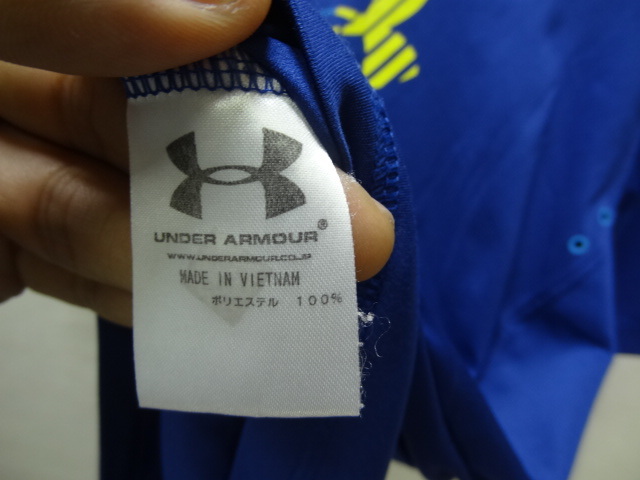 UNDER ARMOUR®
WWW.UNDERARMOUR.CO.JP
MADE IN VIETNAM
ポリエステル 100%